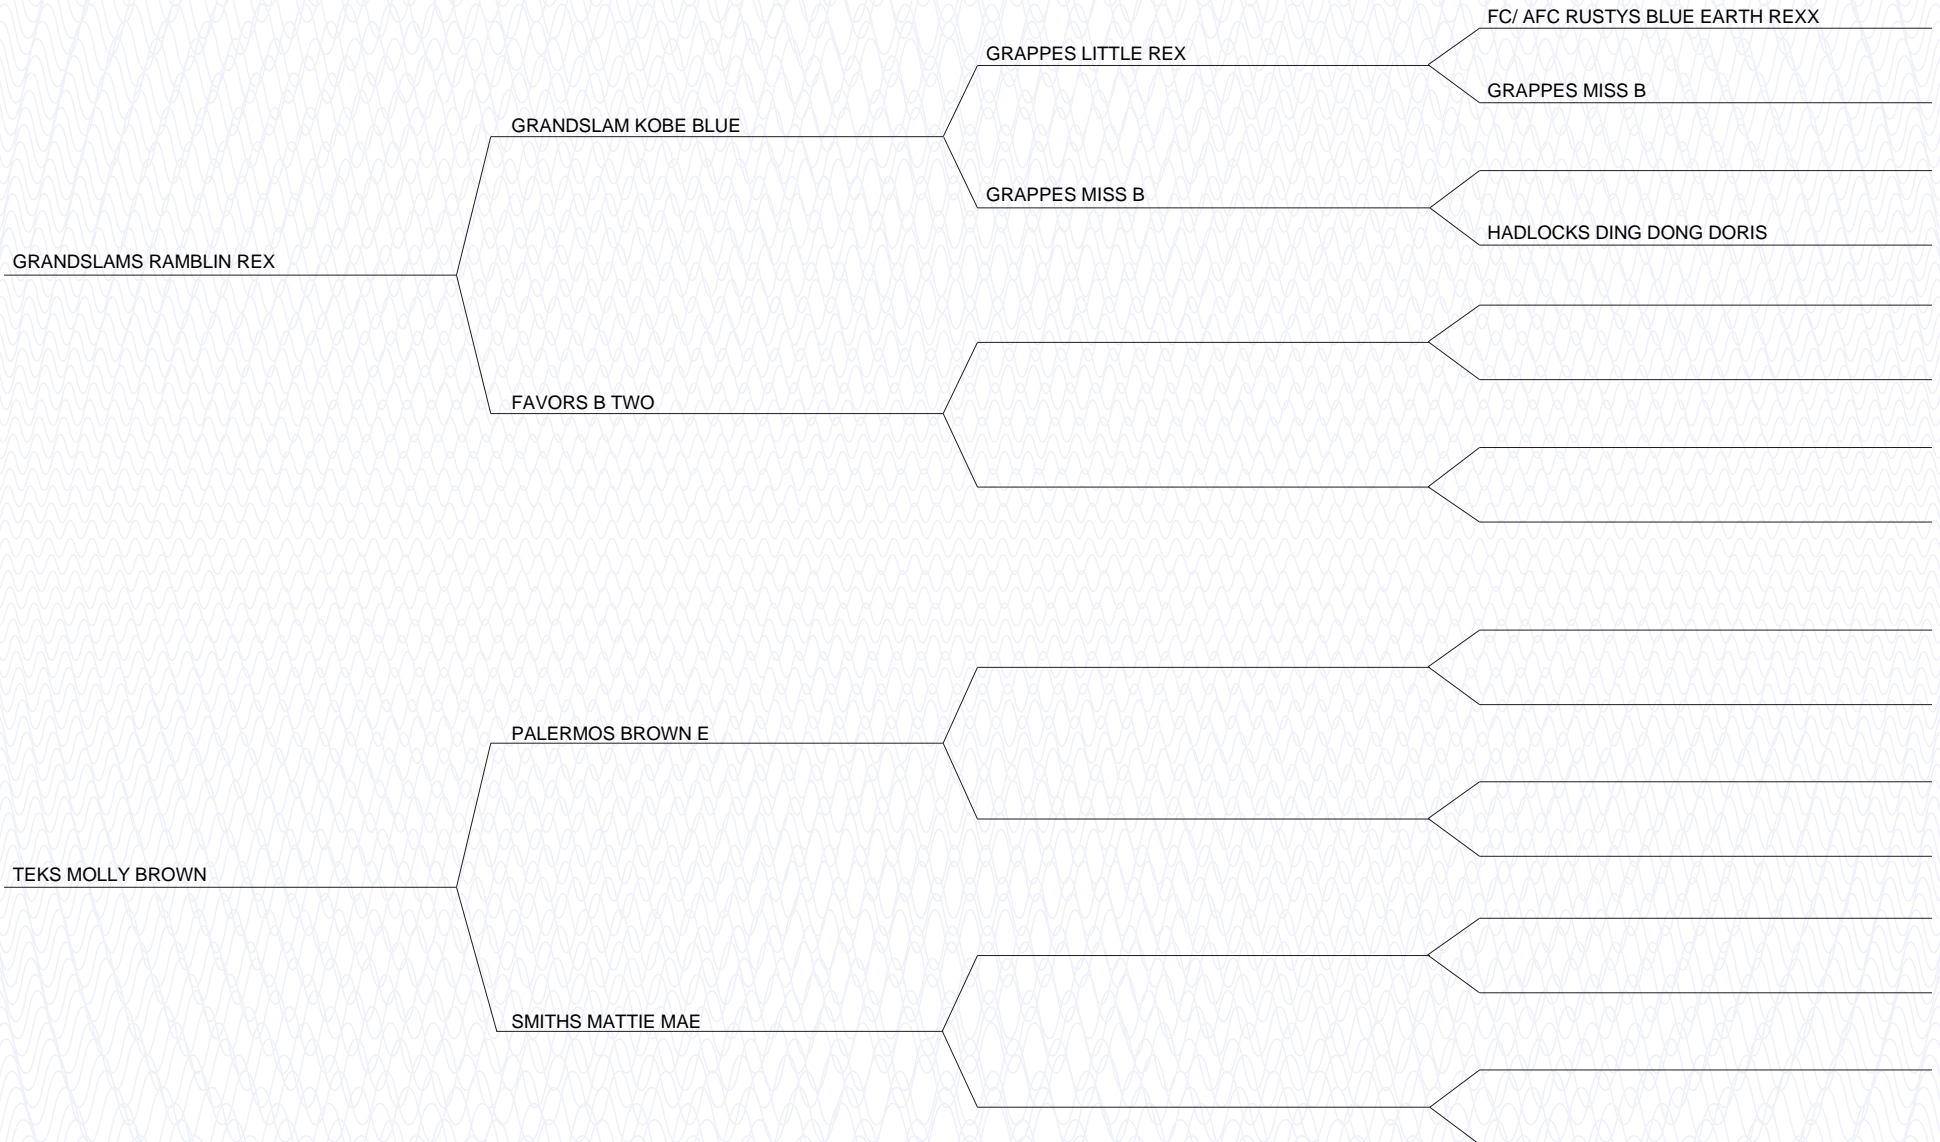 FC/ AFC RUSTYS BLUE EARTH REXX
GRAPPES LITTLE REX
GRAPPES MISS B
GRANDSLAM KOBE BLUE
GRAPPES MISS B
HADLOCKS DING DONG DORIS
GRANDSLAMS RAMBLIN REX
FAVORS B TWO
PALERMOS BROWN E
TEKS MOLLY BROWN
SMITHS MATTIE MAE